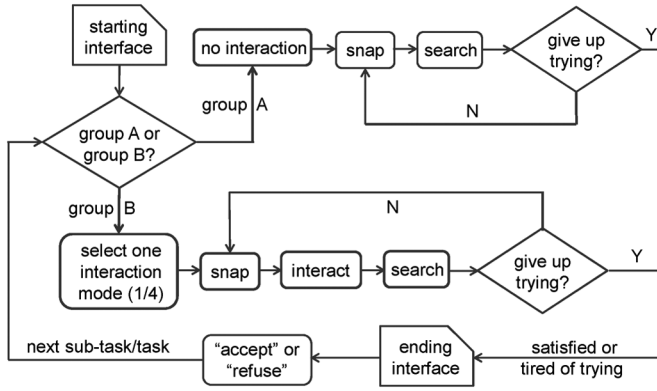 starting
interface
no interaction
snap
search
give up
trying?
Y
group A
N
group A or
group B?
group B
N
select one
interaction
mode (1/4)
snap
interact
search
give up
trying?
Y
next sub-task/task
“accept” or
“refuse”
ending
interface
satisfied or
tired of trying